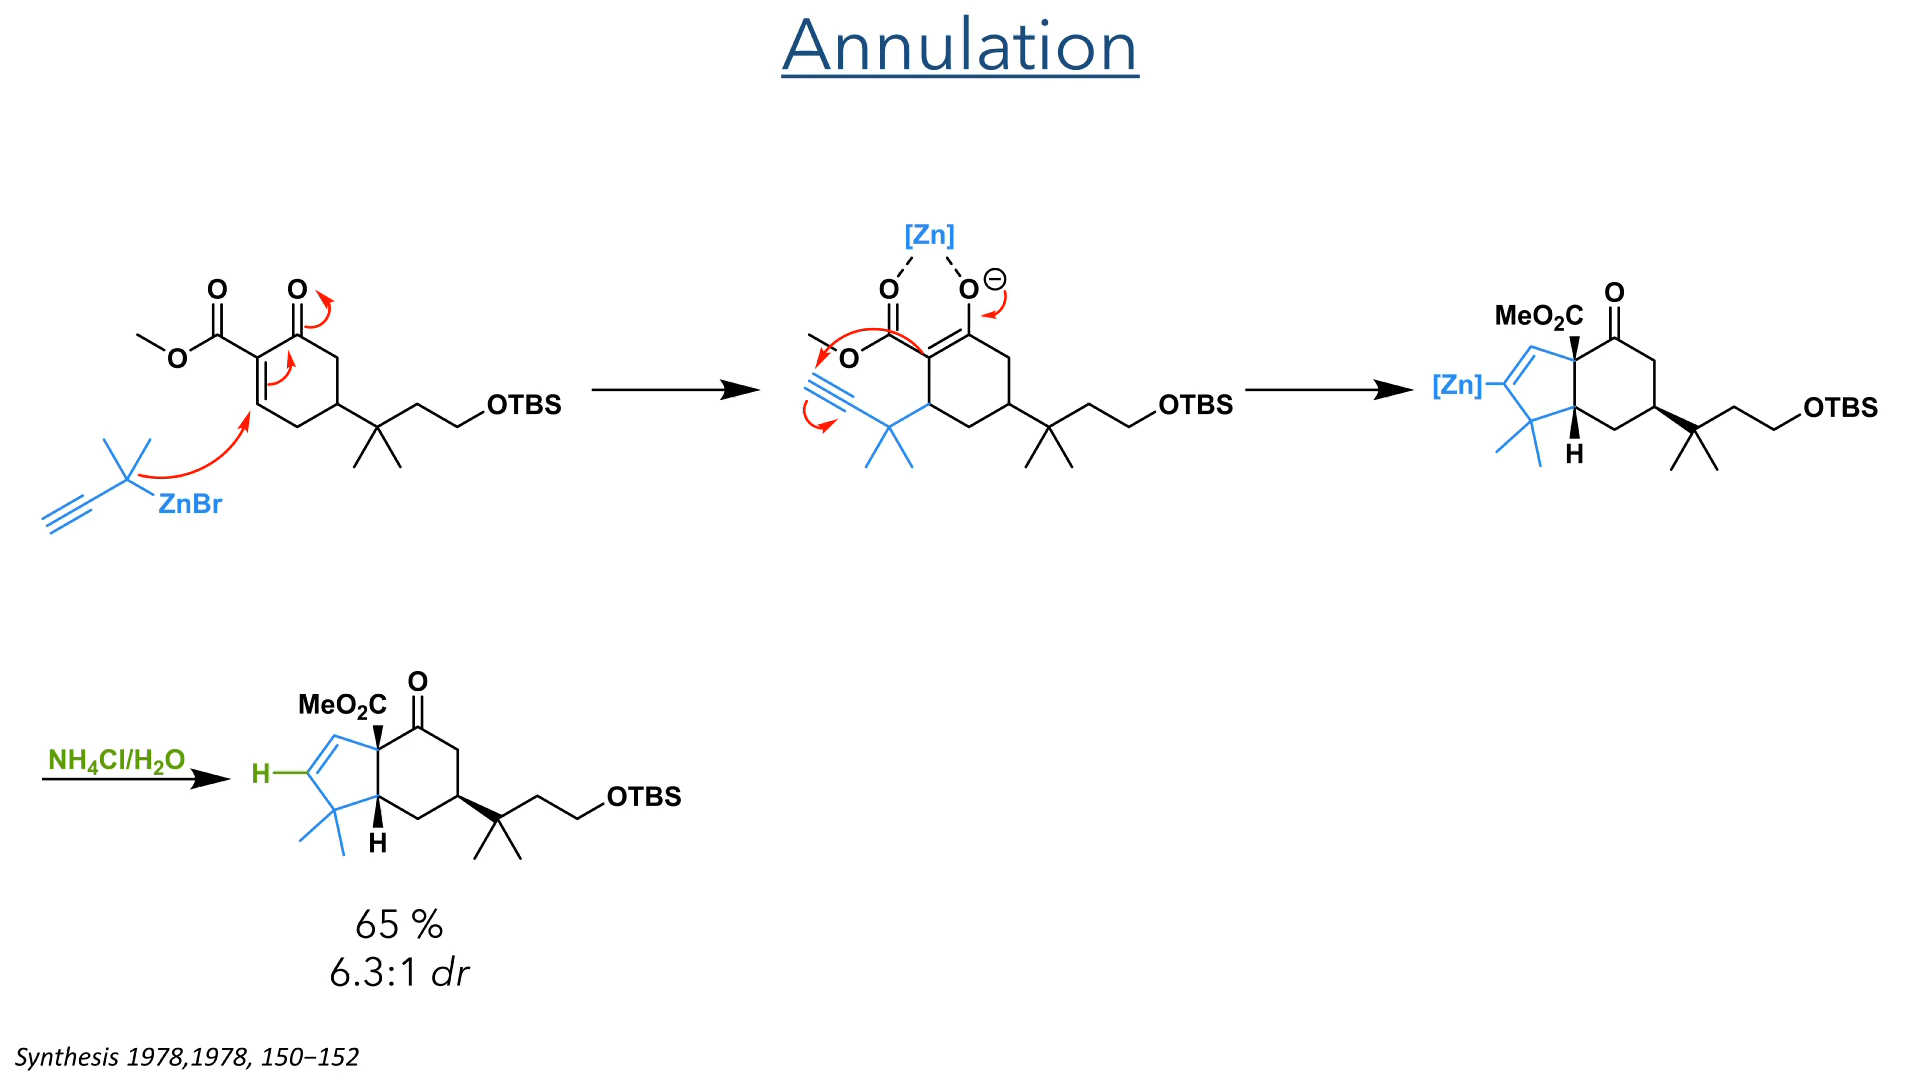 Annulation
[Zn]
O O
O
OTBS
ZnBr
O O ⊖
O
OTBS
O
MeO₂C
[Zn]
OTBS
H
NH₄Cl/H₂O
O
MeO₂C
H
OTBS
H
65 %
6.3:1 dr
Synthesis 1978,1978, 150–152